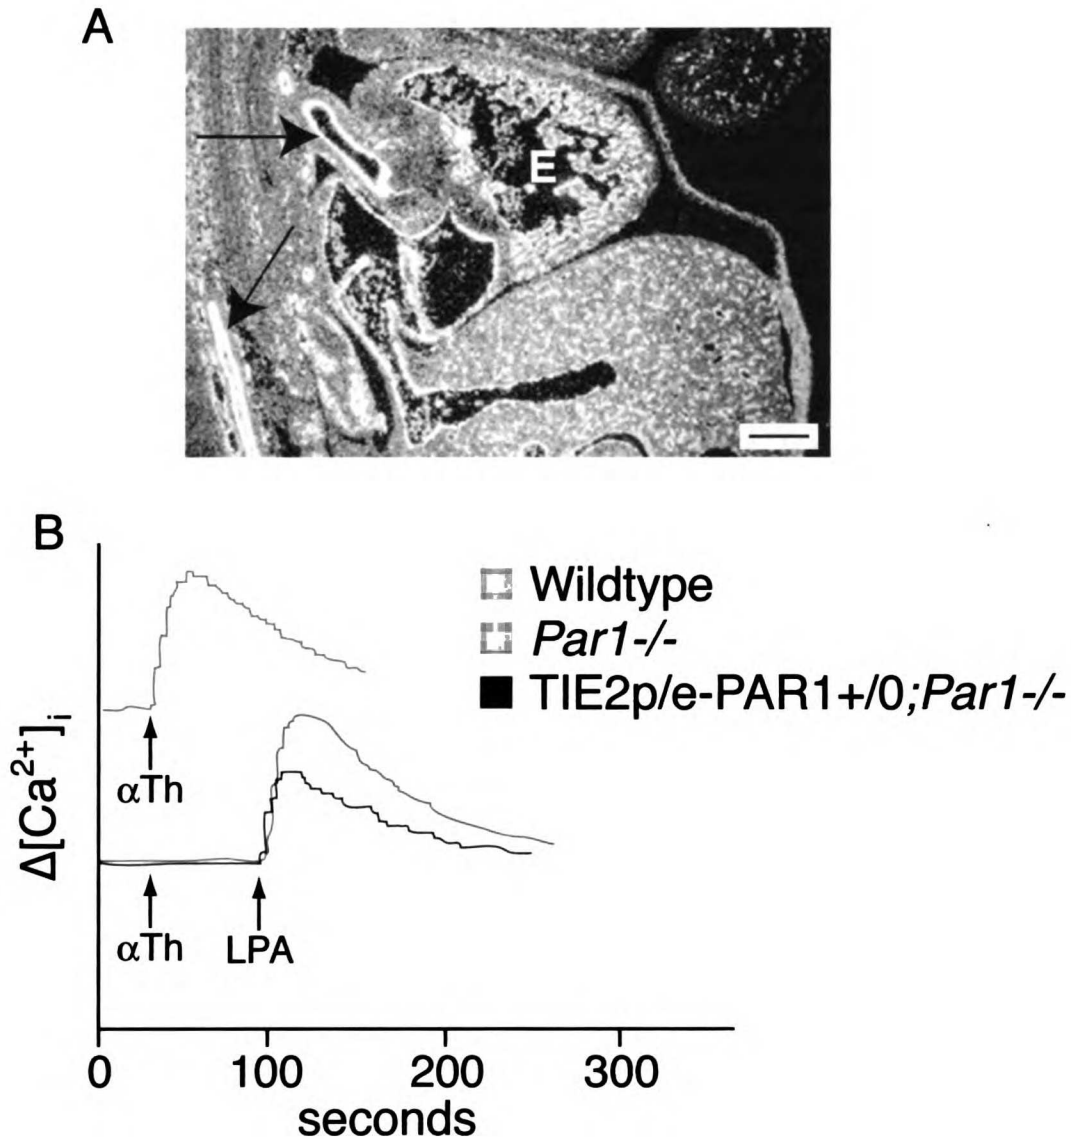 A
E
B
Wildtype
Par1-/-
TIE2p/e-PAR1+/0;Par1-/-
Δ[Ca²⁺]ᵢ
αTh
αTh
LPA
0 100 200 300
seconds